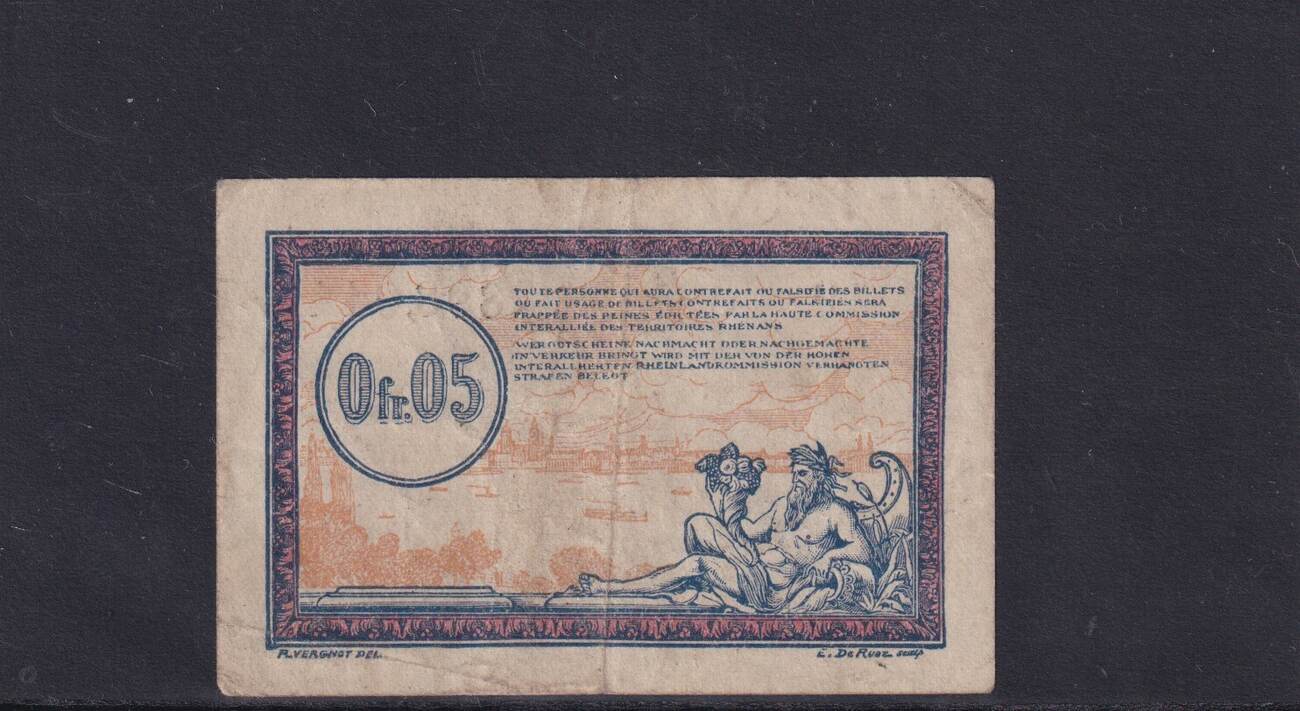 TOUTE PERSONNE QUI AURA CONTREFAIT OU FALSIFIÉ DES BILLETS
OU FAIT USAGE DE BILLETS CONTREFAITS OU FALSIFIÉS SERA
FRAPPÉE DES PEINES ÉDICTÉES PAR LA HAUTE COMMISSION
INTERALLIÉE DES TERRITOIRES RHÉNANS
WER GUTSCHEINE NACHMACHT ODER NACHGEMACHTE
IN VERKEHR BRINGT WIRD MIT DER VON DER HOHEN
INTERALLIIERTEN RHEINLANDKOMMISSION VERHÄNGTEN
STRAFEN BELEGT
0fr.05
R. VERGNOT DEL.
E. DeRuaz sculp